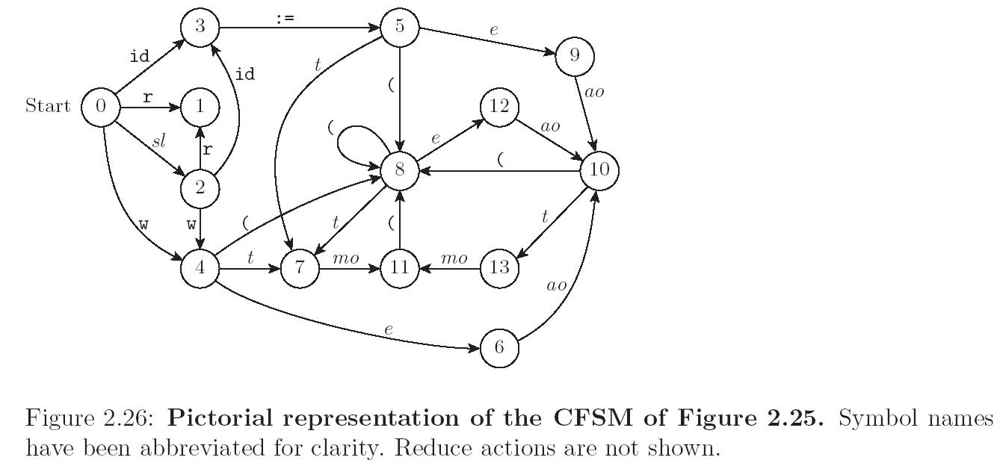 3
:=
5
e
9
id
id
t
(
ao
Start
0
r
1
12
(
ao
sl
r
e
2
8
(
10
w
w
(
t
(
t
4
t
7
mo
11
mo
13
ao
e
6
Figure 2.26: Pictorial representation of the CFSM of Figure 2.25. Symbol names
have been abbreviated for clarity. Reduce actions are not shown.